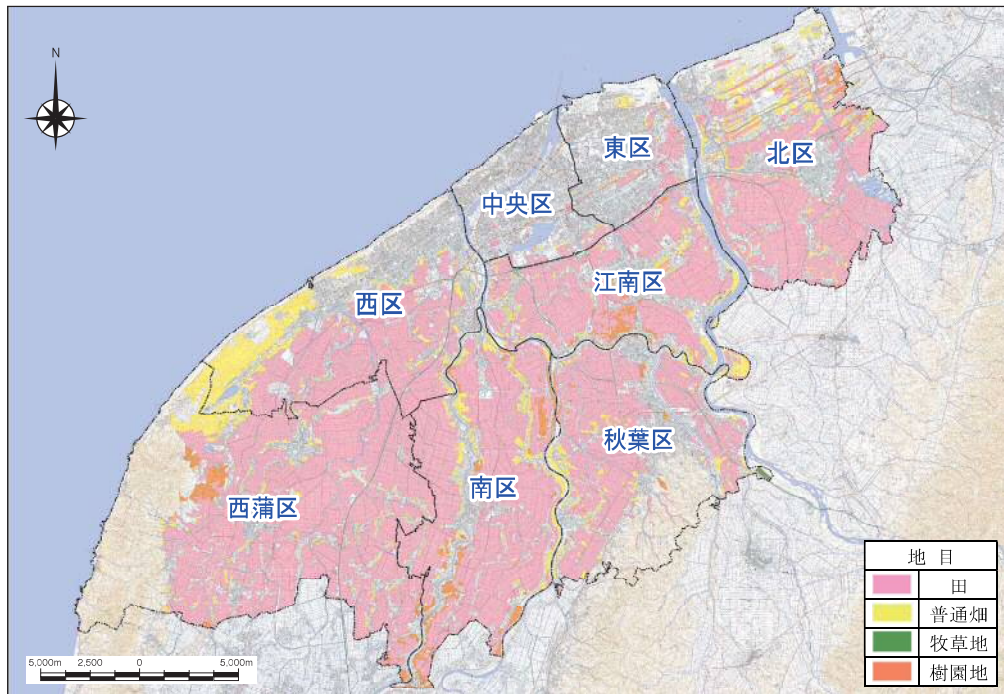 N
東区
北区
中央区
江南区
西区
秋葉区
南区
西蒲区
地 目
田
普通畑
牧草地
樹園地
5,000m 2,500 0 5,000m